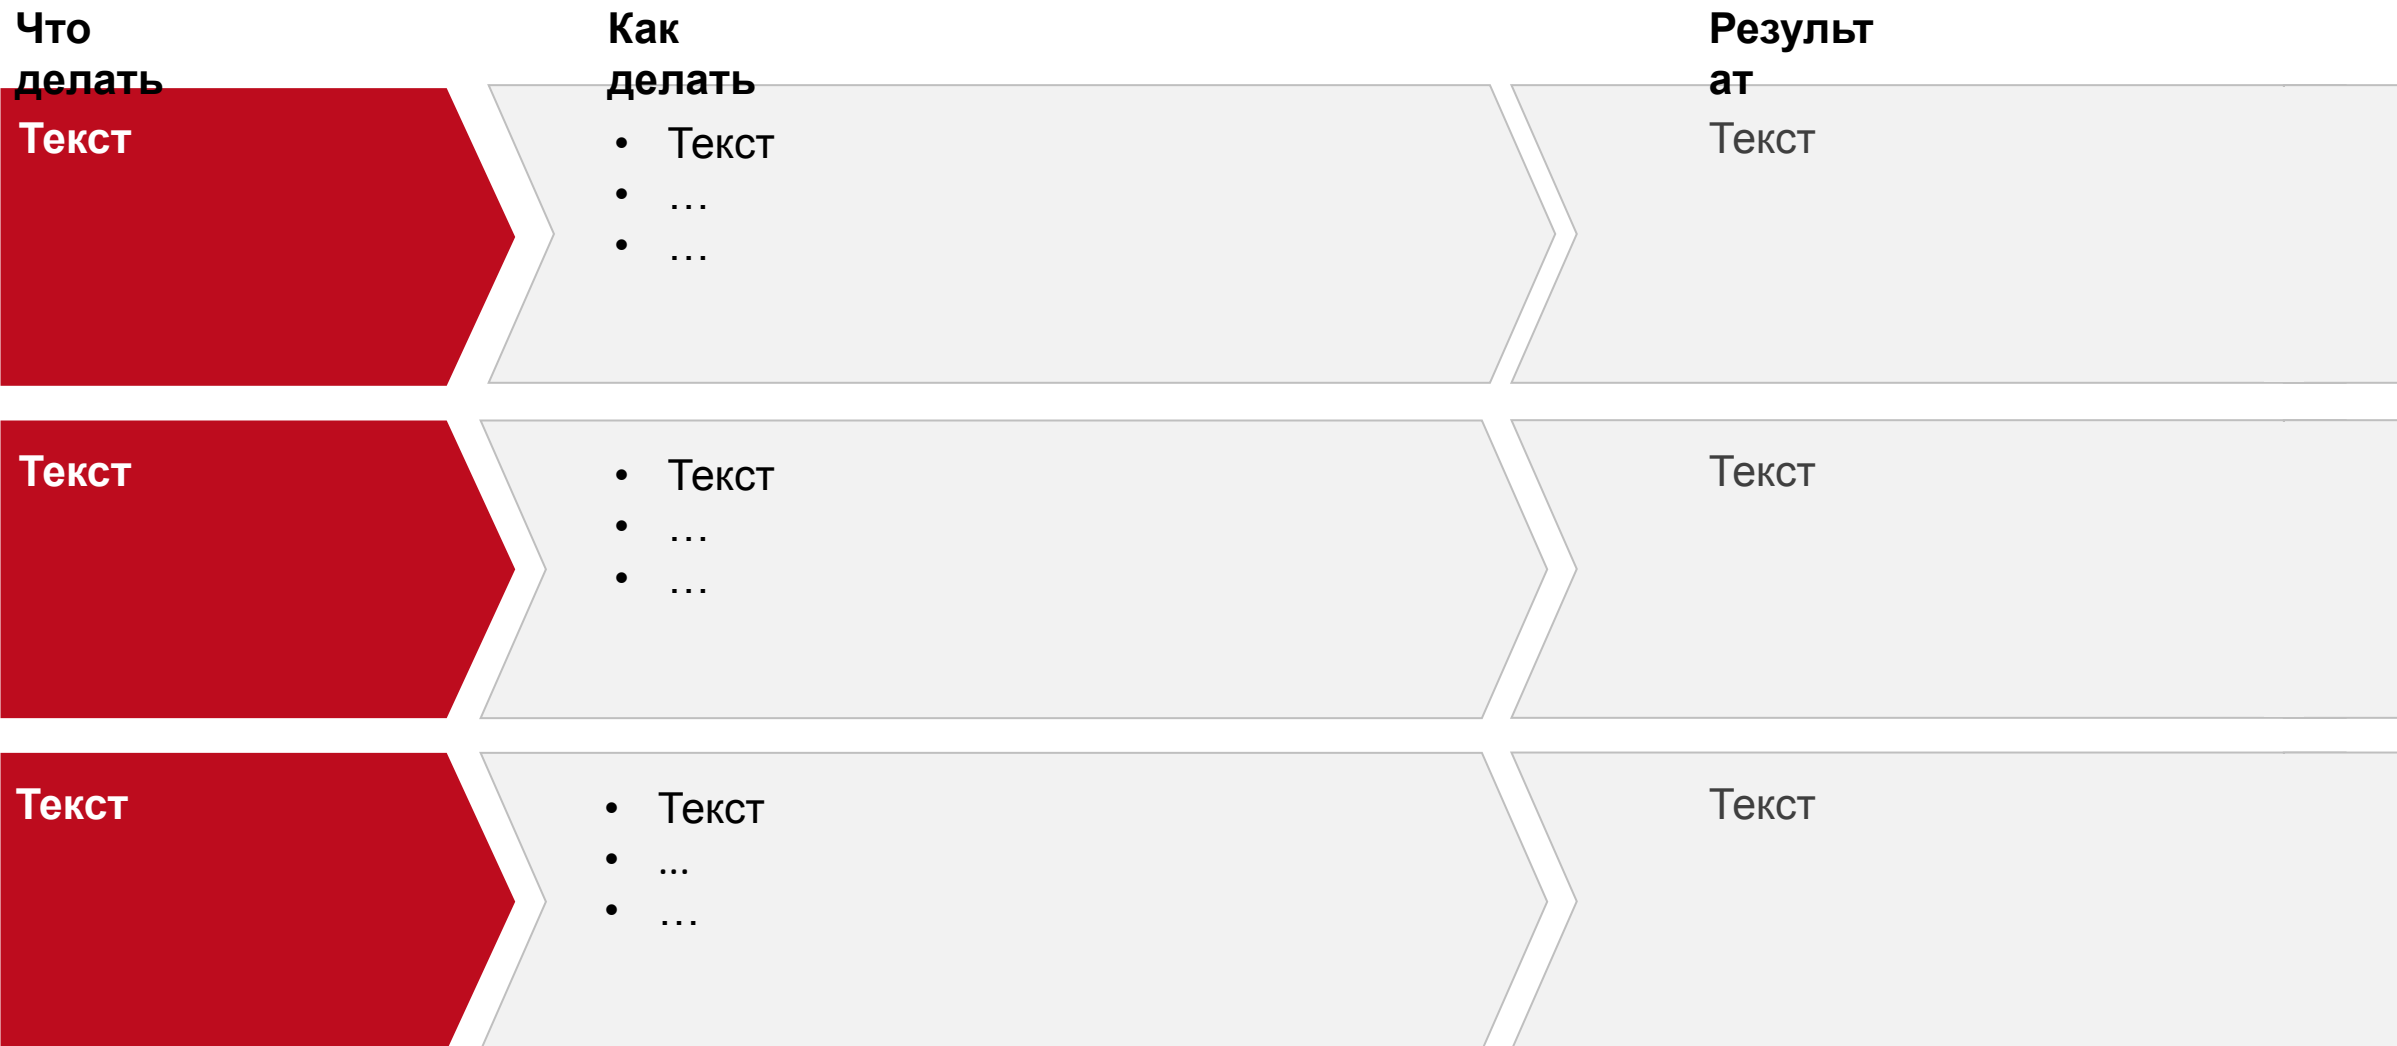 Что
делать
Как
делать
Результ
ат
Текст
• Текст
• …
• …
Текст
Текст
• Текст
• …
• …
Текст
Текст
• Текст
• ...
• …
Текст